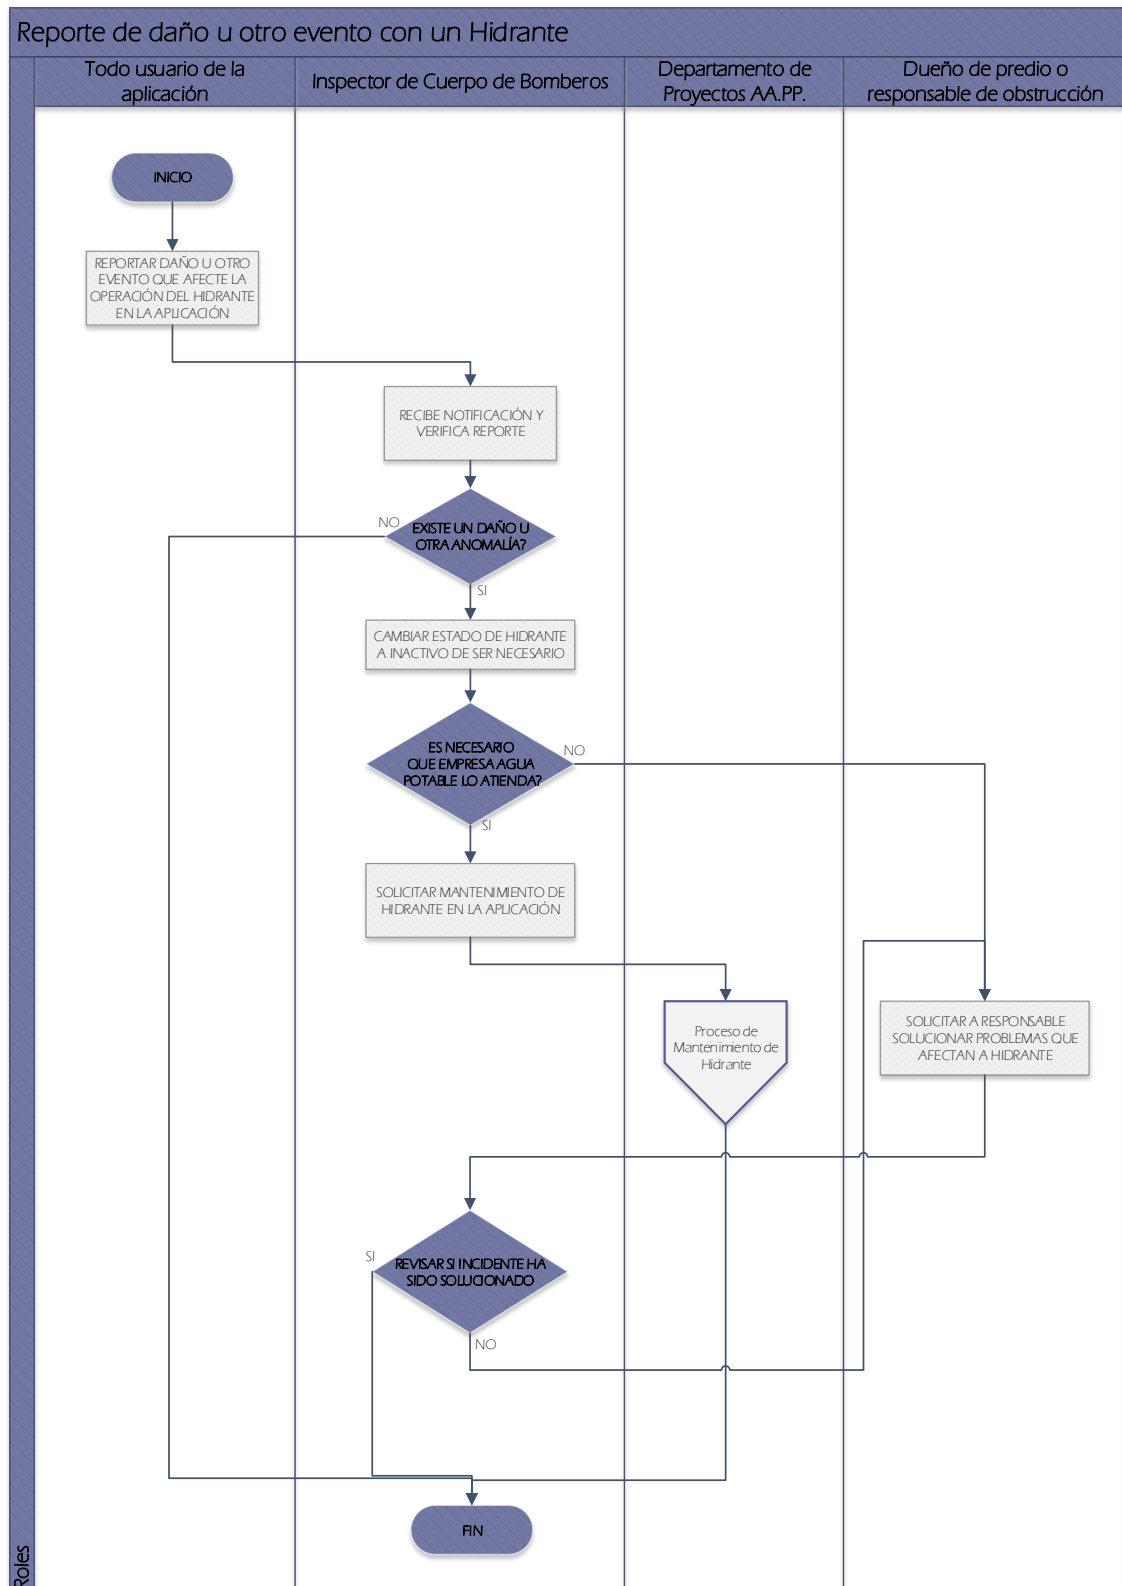 Reporte de daño u otro evento con un Hidrante
Todo usuario de la
aplicación
Inspector de Cuerpo de Bomberos
Departamento de
Proyectos AA.PP.
Dueño de predio o
responsable de obstrucción
INICIO
REPORTAR DAÑO U OTRO
EVENTO QUE AFECTE LA
OPERACIÓN DEL HIDRANTE
EN LA APLICACIÓN
RECIBE NOTIFICACIÓN Y
VERIFICA REPORTE
NO
EXISTE UN DAÑO U
OTRA ANOMALÍA?
SI
CAMBIAR ESTADO DE HIDRANTE
A INACTIVO DE SER NECESARIO
ES NECESARIO
QUE EMPRESA AGUA
POTABLE LO ATIENDA?
NO
SI
SOLICITAR MANTENIMIENTO DE
HIDRANTE EN LA APLICACIÓN
Proceso de
Mantenimiento de
Hidrante
SOLICITAR A RESPONSABLE
SOLUCIONAR PROBLEMAS QUE
AFECTAN A HIDRANTE
SI
REVISAR SI INCIDENTE HA
SIDO SOLUCIONADO
NO
FIN
Roles